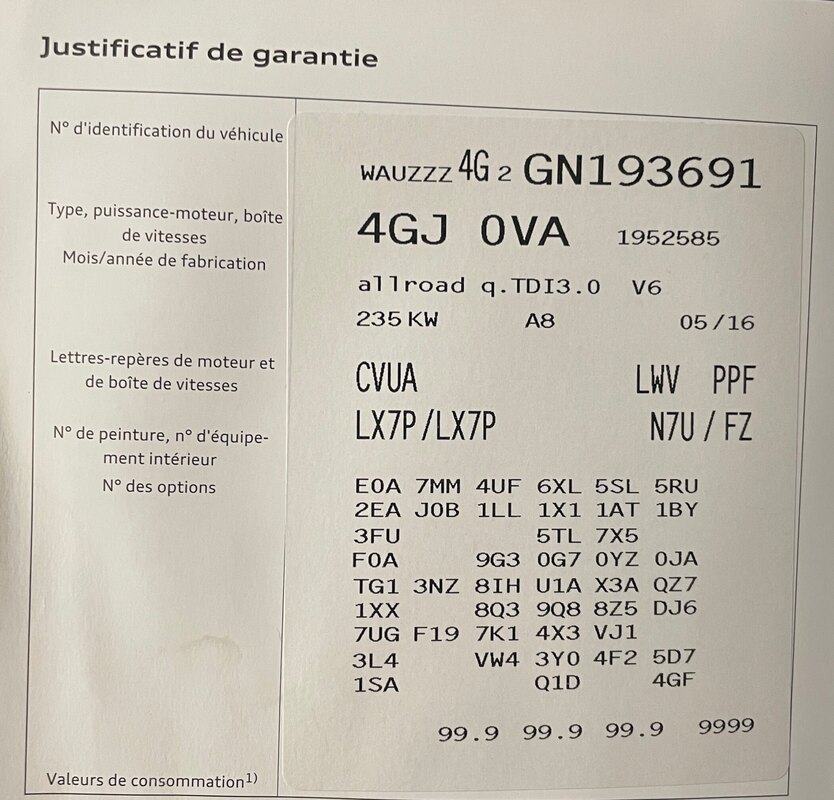 Justificatif de garantie
N° d'identification du véhicule
WAUZZZ 4G 2 GN193691
Type, puissance-moteur, boîte
de vitesses
4GJ 0VA 1952585
Mois/année de fabrication
allroad q.TDI3.0 V6
235 KW A8 05/16
Lettres-repères de moteur et
de boîte de vitesses
CVUA LWV PPF
LX7P/LX7P N7U / FZ
N° de peinture, n° d'équipe-
ment intérieur
N° des options
E0A 7MM 4UF 6XL 5SL 5RU
2EA J0B 1LL 1X1 1AT 1BY
3FU 5TL 7X5
F0A 9G3 0G7 0YZ 0JA
TG1 3NZ 8IH U1A X3A QZ7
1XX 8Q3 9Q8 8Z5 DJ6
7UG F19 7K1 4X3 VJ1
3L4 VW4 3Y0 4F2 5D7
1SA Q1D 4GF
99.9 99.9 99.9 9999
Valeurs de consommation1)